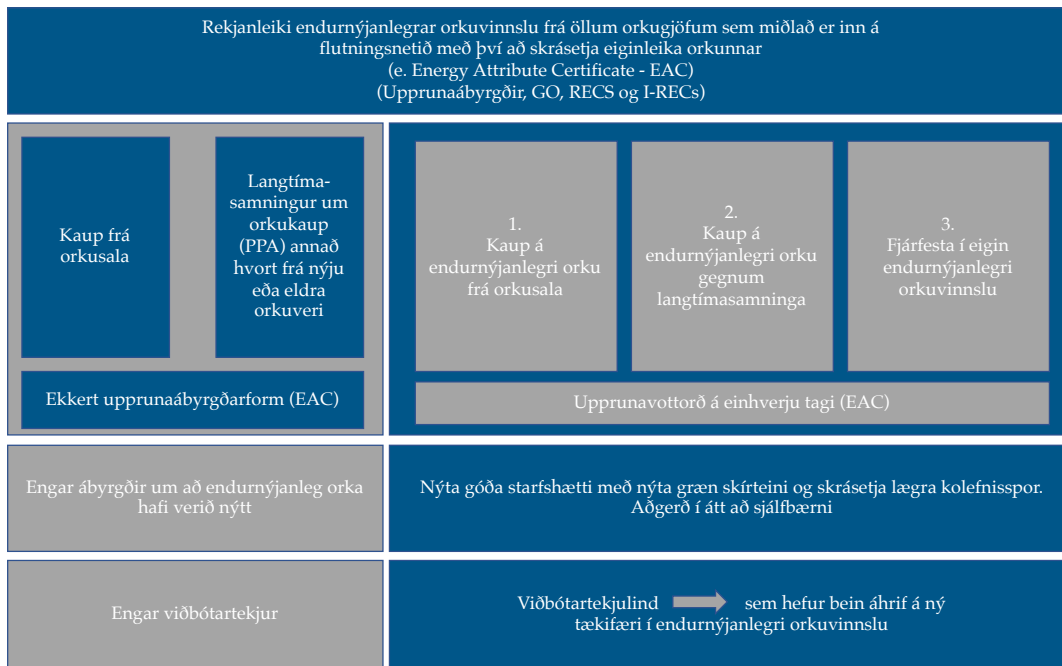 Rekjanleiki endurnýjanlegrar orkuvinnslu frá öllum orkugjöfum sem miðlað er inn á
flutningsnetið með því að skrásetja eiginleika orkunnar
(e. Energy Attribute Certificate - EAC)
(Upprunaábyrgðir, GO, RECS og I-RECs)
Kaup frá
orkusala
Langtíma-
samningur um
orkukaup
(PPA) annað
hvort frá nýju
eða eldra
orkuveri
Ekkert upprunaábyrgðarform (EAC)
1.
Kaup á
endurnýjanlegri orku
frá orkusala
2.
Kaup á
endurnýjanlegri orku
gegnum
langtímasamninga
3.
Fjárfesta í eigin
endurnýjanlegri
orkuvinnslu
Upprunavottorð á einhverju tagi (EAC)
Engar ábyrgðir um að endurnýjanleg orka
hafi verið nýtt
Nýta góða starfshætti með nýta græn skírteini og skrásetja lægra kolefnisspor.
Aðgerð í átt að sjálfbærni
Engar viðbótartekjur
Viðbótartekjulind sem hefur bein áhrif á ný
tækifæri í endurnýjanlegri orkuvinnslu